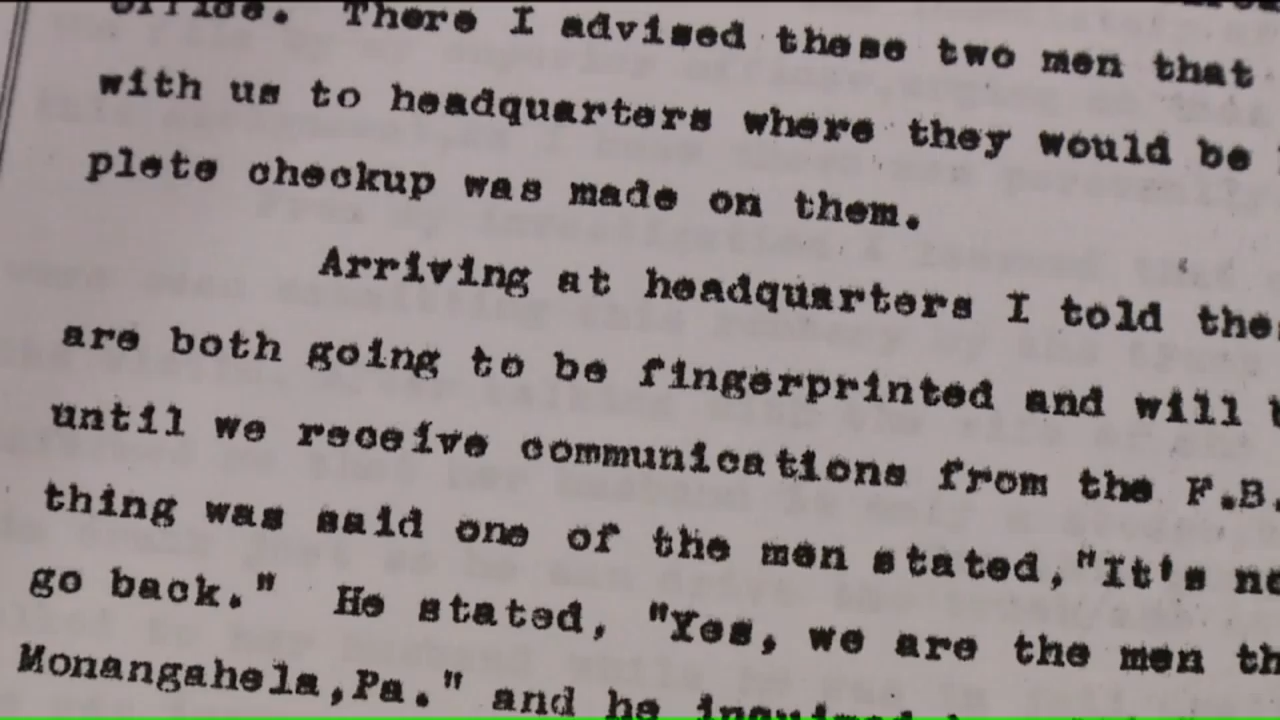 office. There I advised these two men that
with us to headquarters where they would be
plete checkup was made on them.
Arriving at headquarters I told the
are both going to be fingerprinted and will
until we receive communications from the F.B.
thing was said one of the men stated,"It's no
go back." He stated, "Yes, we are the men th
Monangahela,Pa." and he inquired